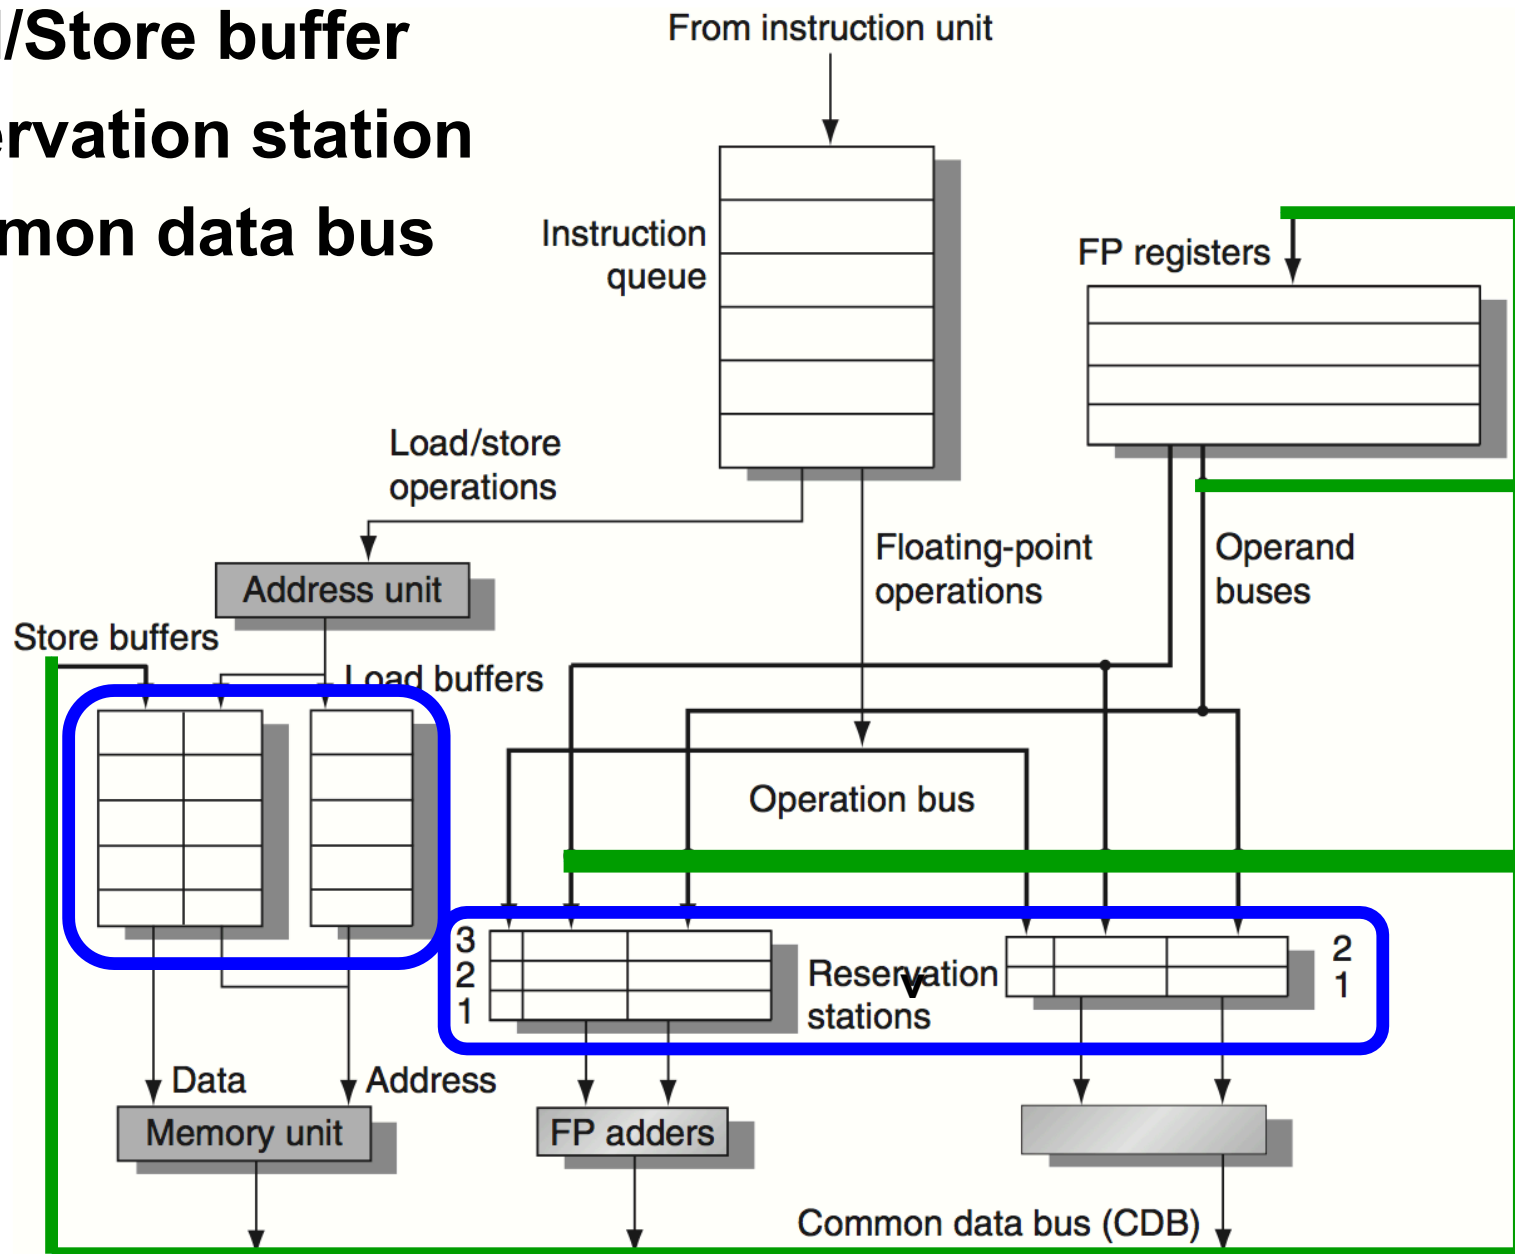 l/Store buffer
ervation station
mon data bus
From instruction unit
Instruction
queue
FP registers
Load/store
operations
Floating-point
operations
Operand
buses
Address unit
Store buffers
Load buffers
Operation bus
3
2
1
Reservation
stations
v
2
1
Data
Address
Memory unit
FP adders
Common data bus (CDB)